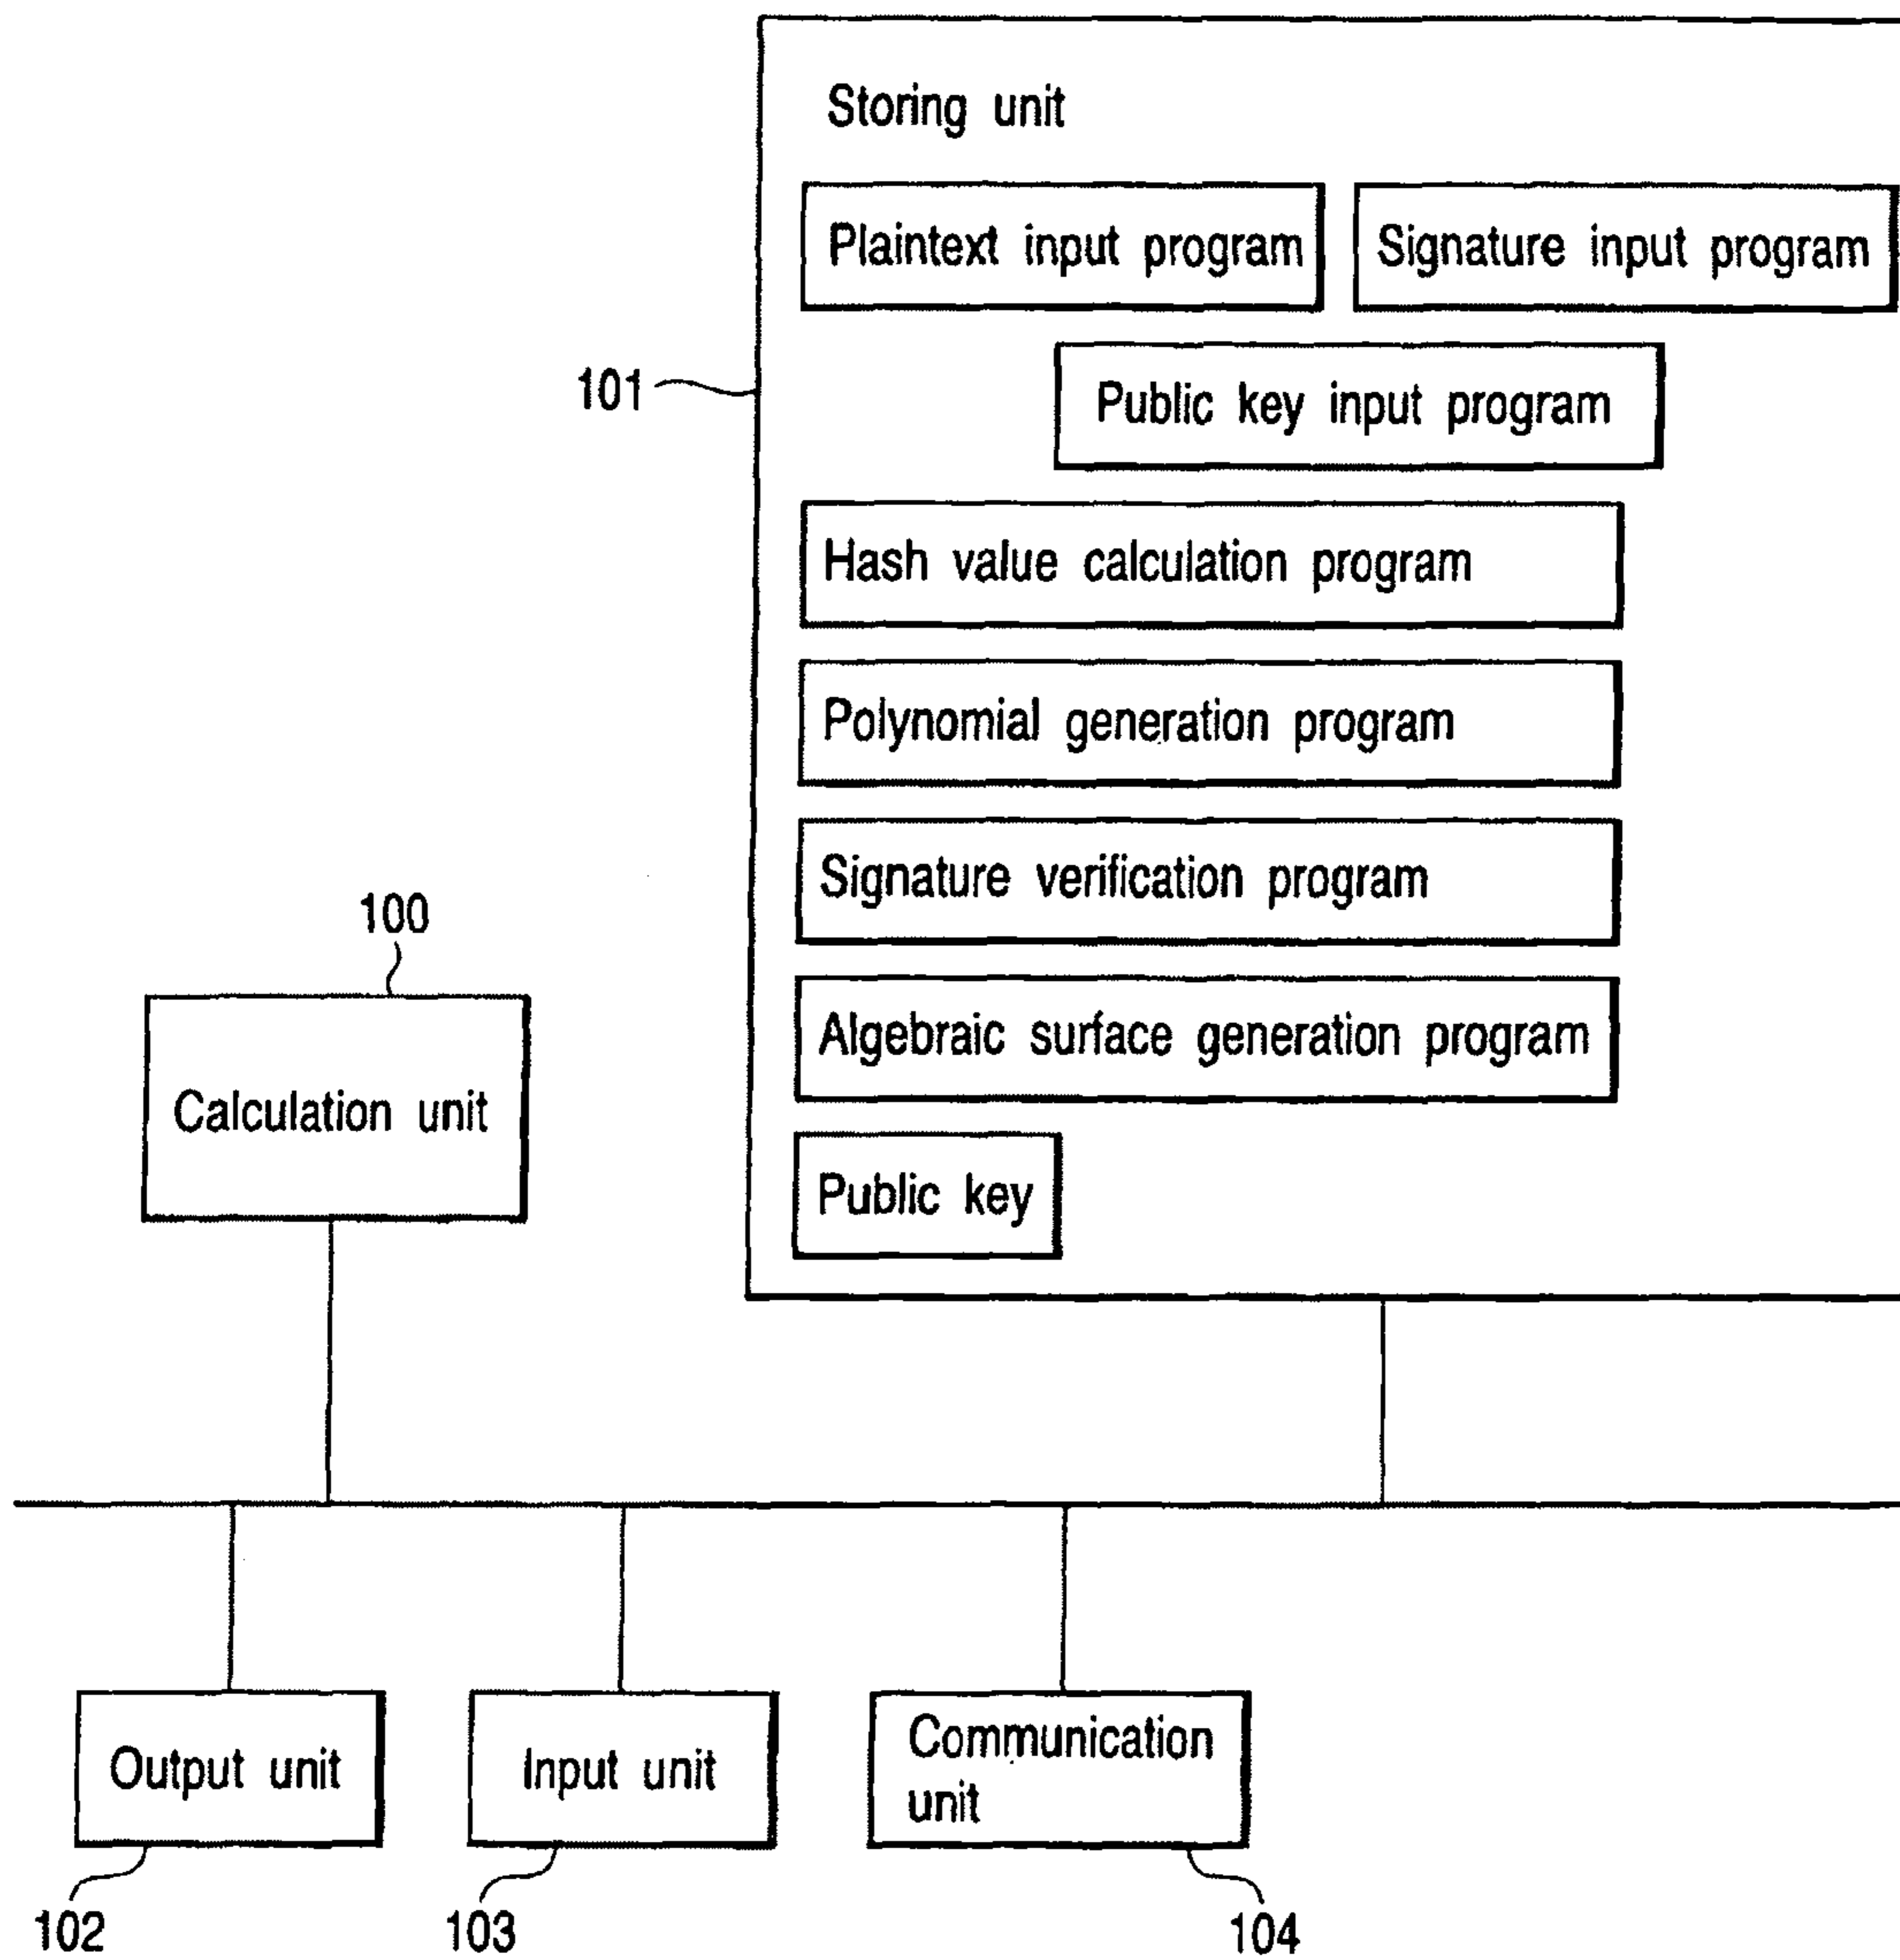 Storing unit
Plaintext input program
Signature input program
101
Public key input program
Hash value calculation program
Polynomial generation program
Signature verification program
100
Algebraic surface generation program
Calculation unit
Public key
Output unit
Input unit
Communication
unit
102
103
104